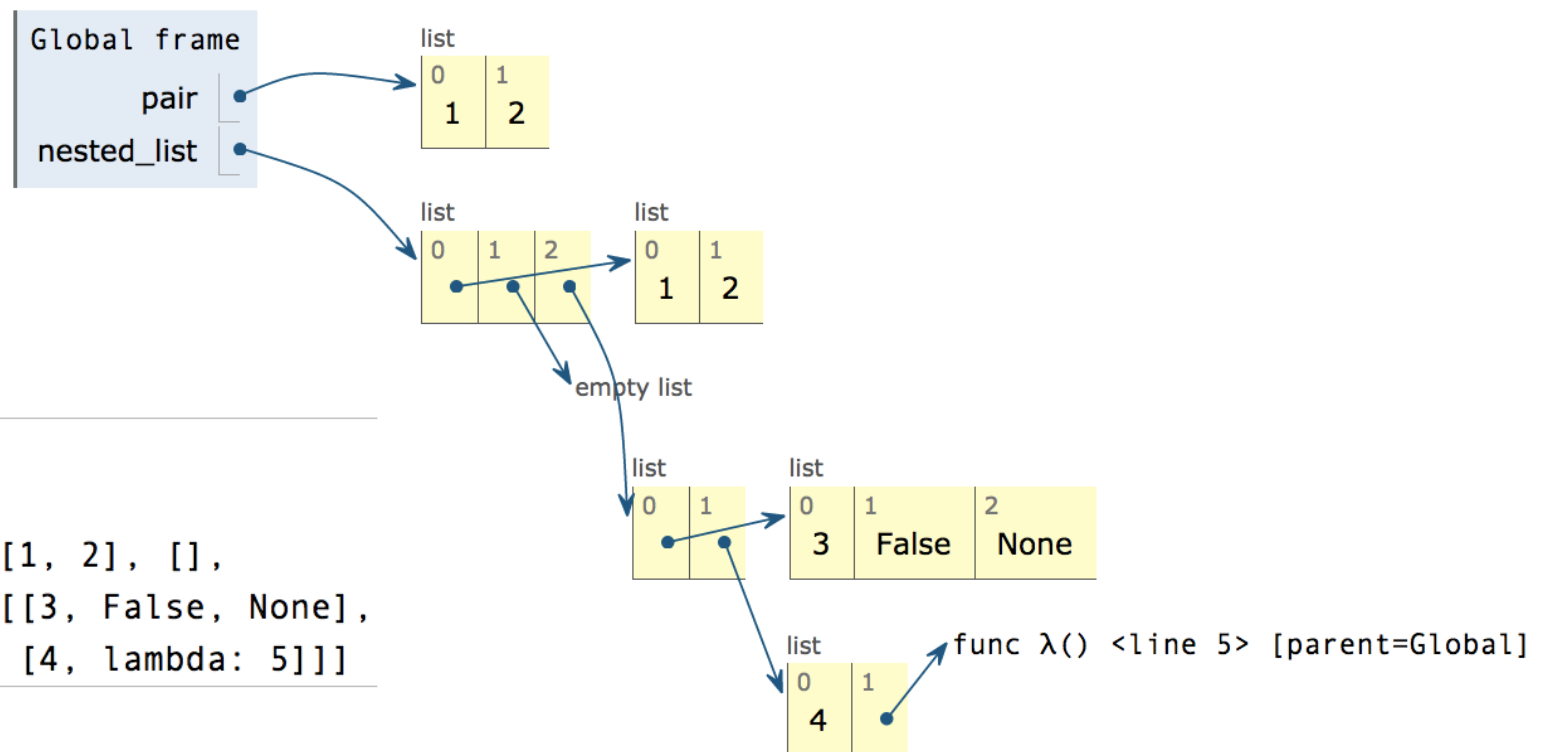 Global frame
pair
nested_list
list
0 1
1 2
list
0 1 2
list
0 1
1 2
empty list
list
0 1
list
0 1 2
3 False None
list
0 1
4
func λ() <line 5> [parent=Global]
[1, 2], [],
[[3, False, None],
[4, lambda: 5]]]